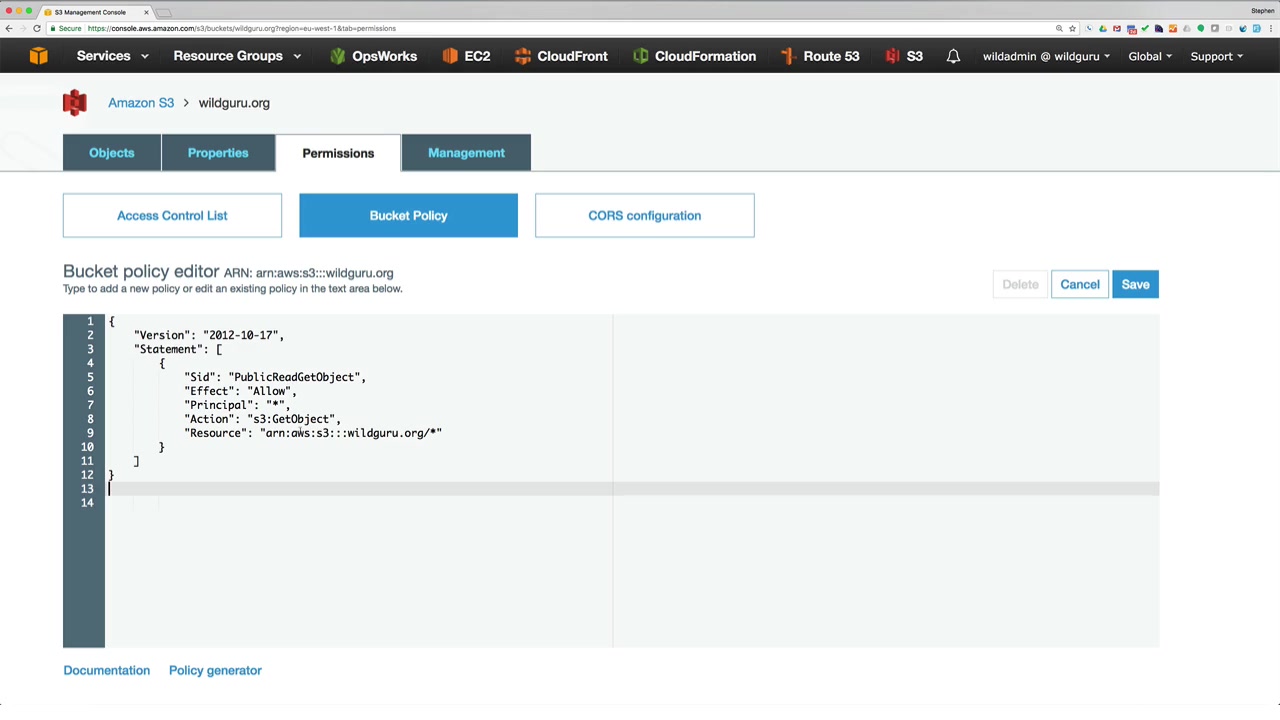 S3 Management Console
Stephen
Secure https://console.aws.amazon.com/s3/buckets/wildguru.org?region=eu-west-1&tab=permissions
Services Resource Groups OpsWorks EC2 CloudFront CloudFormation Route 53 S3 wildadmin @ wildguru Global Support
Amazon S3 > wildguru.org
Objects Properties Permissions Management
Access Control List Bucket Policy CORS configuration
Bucket policy editor ARN: arn:aws:s3:::wildguru.org
Type to add a new policy or edit an existing policy in the text area below.
Delete Cancel Save
1 {
2 "Version": "2012-10-17",
3 "Statement": [
4 {
5 "Sid": "PublicReadGetObject",
6 "Effect": "Allow",
7 "Principal": "*",
8 "Action": "s3:GetObject",
9 "Resource": "arn:aws:s3:::wildguru.org/*"
10 }
11 ]
12 }
13
14
Documentation Policy generator